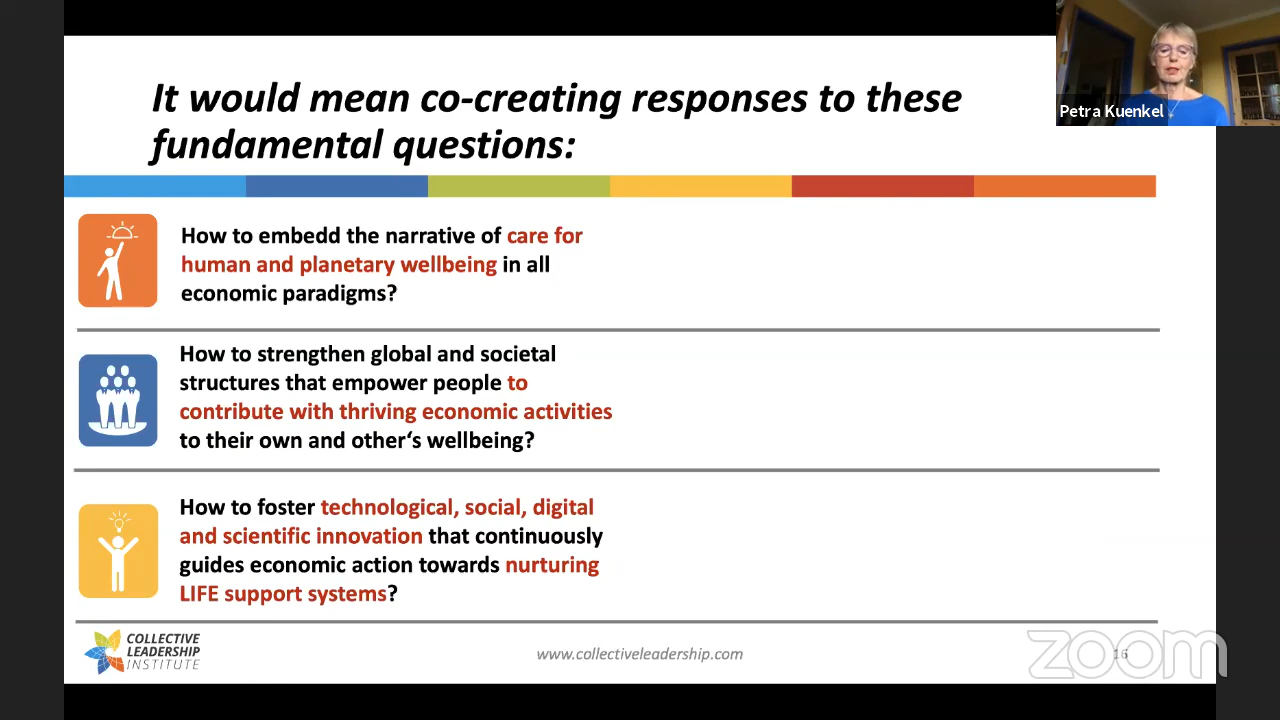 It would mean co-creating responses to these
fundamental questions:
Petra Kuenkel
How to embedd the narrative of care for
human and planetary wellbeing in all
economic paradigms?
How to strengthen global and societal
structures that empower people to
contribute with thriving economic activities
to their own and other‘s wellbeing?
How to foster technological, social, digital
and scientific innovation that continuously
guides economic action towards nurturing
LIFE support systems?
COLLECTIVE
LEADERSHIP
INSTITUTE
www.collectiveleadership.com
16
zoom